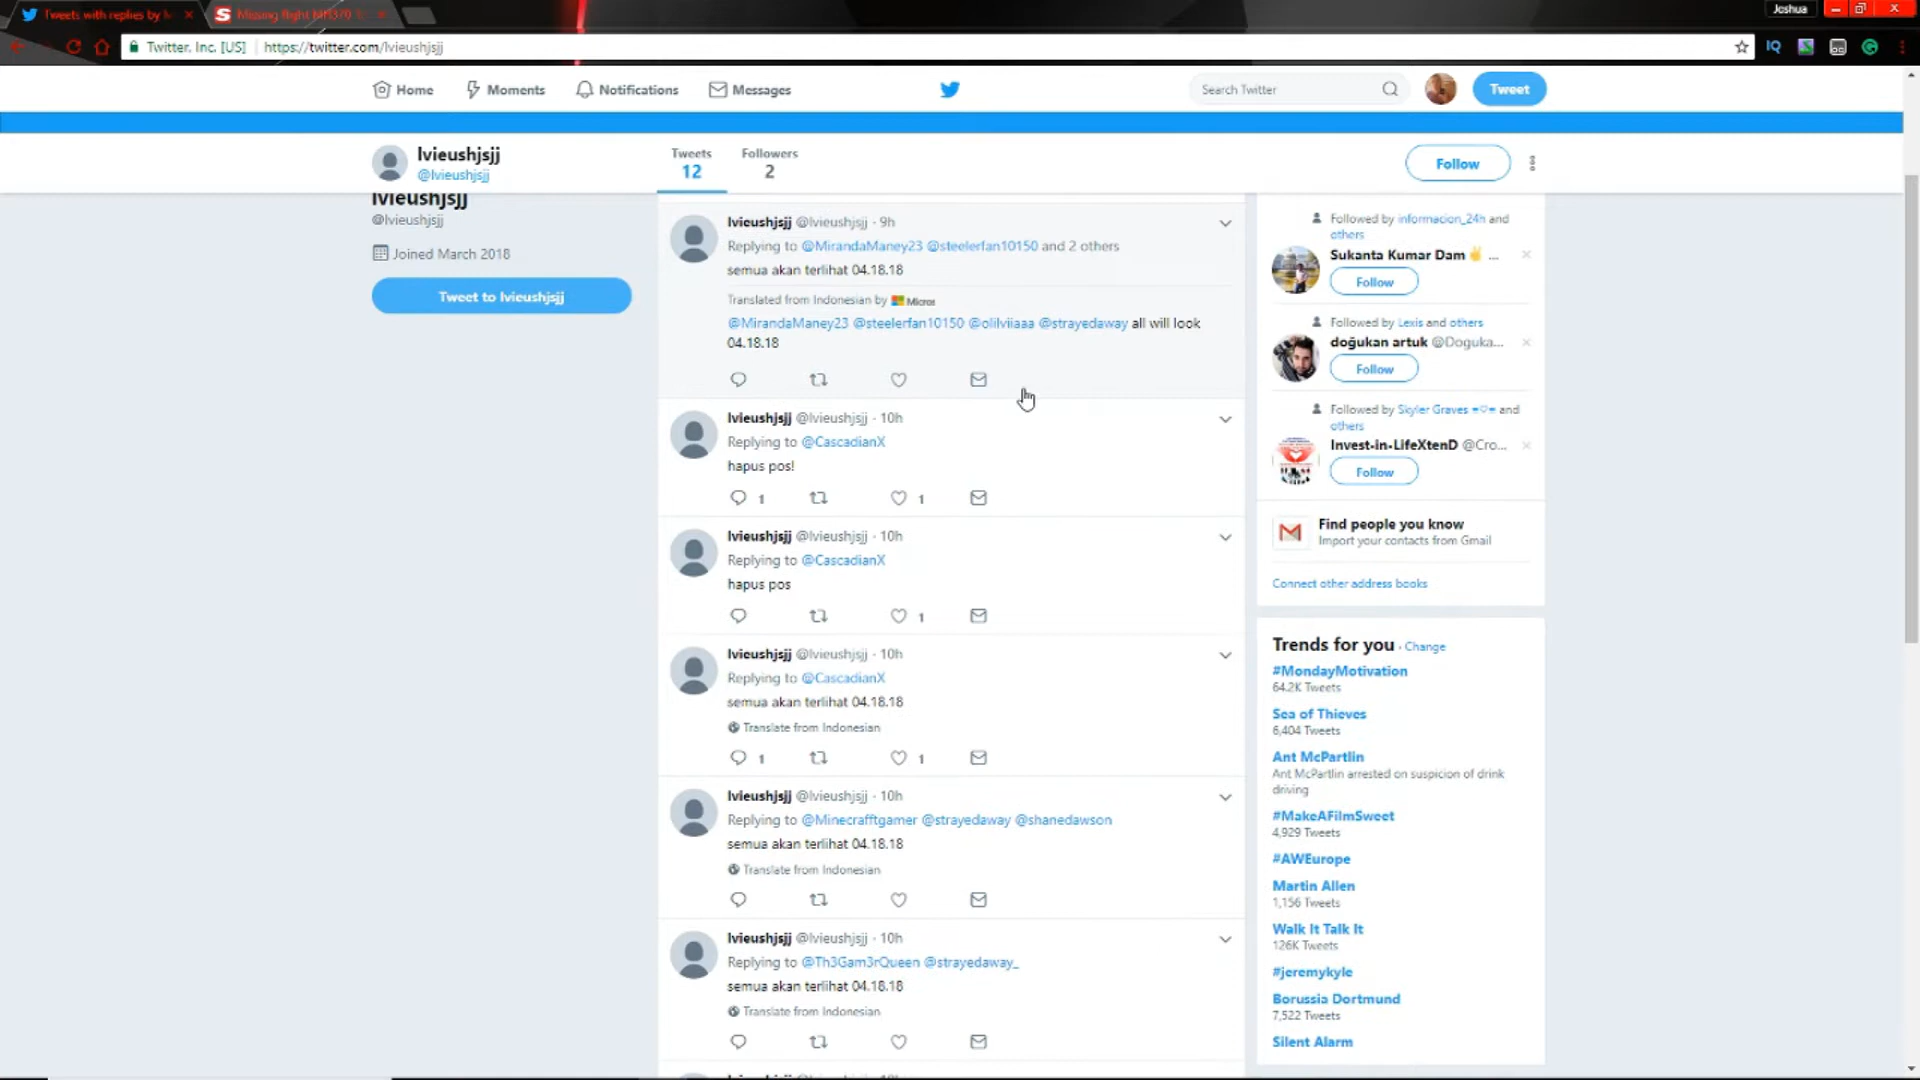 Tweets with replies by
Missing flight MH370
Joshua
Twitter, Inc. [US]
https://twitter.com/lvieushjsjj
Home
Moments
Notifications
Messages
Search Twitter
Tweet
lvieushjsjj
@lvieushjsjj
Tweets
12
Followers
2
Follow
lvieushjsjj
@lvieushjsjj
Joined March 2018
Tweet to lvieushjsjj
lvieushjsjj @lvieushjsjj · 9h
Replying to @MirandaManey23 @steelerfan10150 and 2 others
semua akan terlihat 04.18.18
Translated from Indonesian by Micros
@MirandaManey23 @steelerfan10150 @olilviiaaa @strayedaway all will look
04.18.18
lvieushjsjj @lvieushjsjj · 10h
Replying to @CascadianX
hapus pos!
1
1
lvieushjsjj @lvieushjsjj · 10h
Replying to @CascadianX
hapus pos
1
lvieushjsjj @lvieushjsjj · 10h
Replying to @CascadianX
semua akan terlihat 04.18.18
Translate from Indonesian
1
1
lvieushjsjj @lvieushjsjj · 10h
Replying to @Minecrafftgamer @strayedaway @shanedawson
semua akan terlihat 04.18.18
Translate from Indonesian
lvieushjsjj @lvieushjsjj · 10h
Replying to @Th3Gam3rQueen @strayedaway_
semua akan terlihat 04.18.18
Translate from Indonesian
Followed by informacion_24h and
others
Sukanta Kumar Dam ✌ ...
Follow
Followed by Lexis and others
doğukan artuk @Doguka...
Follow
Followed by Skyler Graves =♡= and
others
Invest-in-LifeXtenD @Cro...
Follow
Find people you know
Import your contacts from Gmail
Connect other address books
Trends for you · Change
#MondayMotivation
64.2K Tweets
Sea of Thieves
6,404 Tweets
Ant McPartlin
Ant McPartlin arrested on suspicion of drink
driving
#MakeAFilmSweet
4,929 Tweets
#AWEurope
Martin Allen
1,156 Tweets
Walk It Talk It
126K Tweets
#jeremykyle
Borussia Dortmund
7,522 Tweets
Silent Alarm